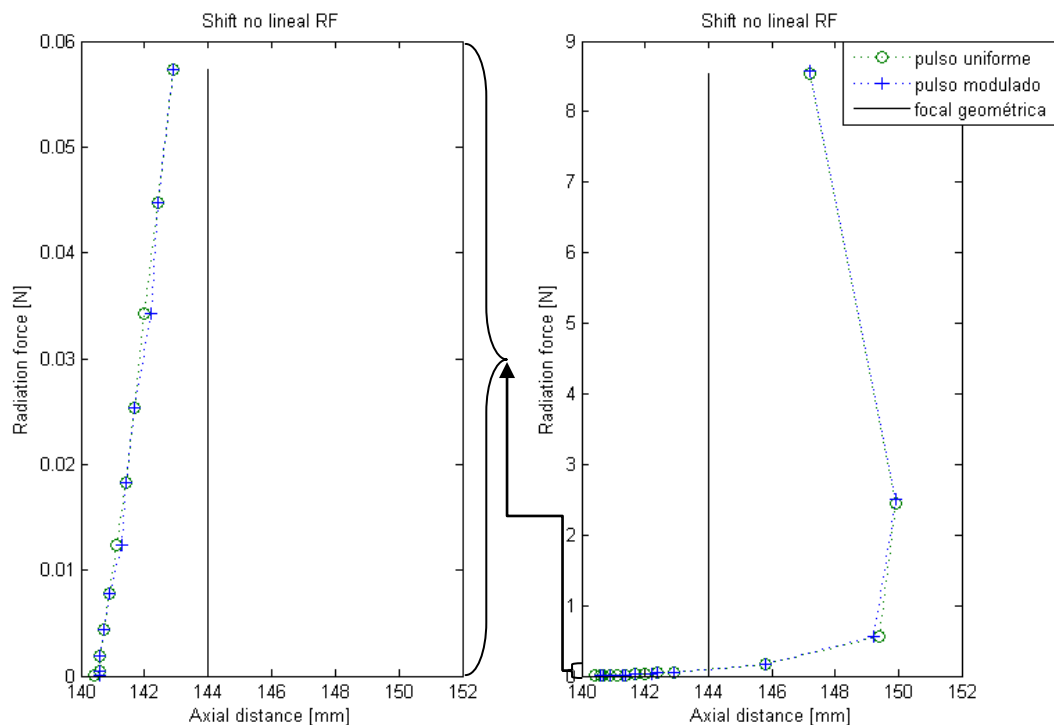 Shift no lineal RF
0.06
0.05
0.04
0.03
0.02
0.01
0
Radiation force [N]
140 142 144 146 148 150 152
Axial distance [mm]
Shift no lineal RF
pulso uniforme
pulso modulado
focal geométrica
9
8
7
6
5
4
3
2
1
0
Radiation force [N]
140 142 144 146 148 150 152
Axial distance [mm]